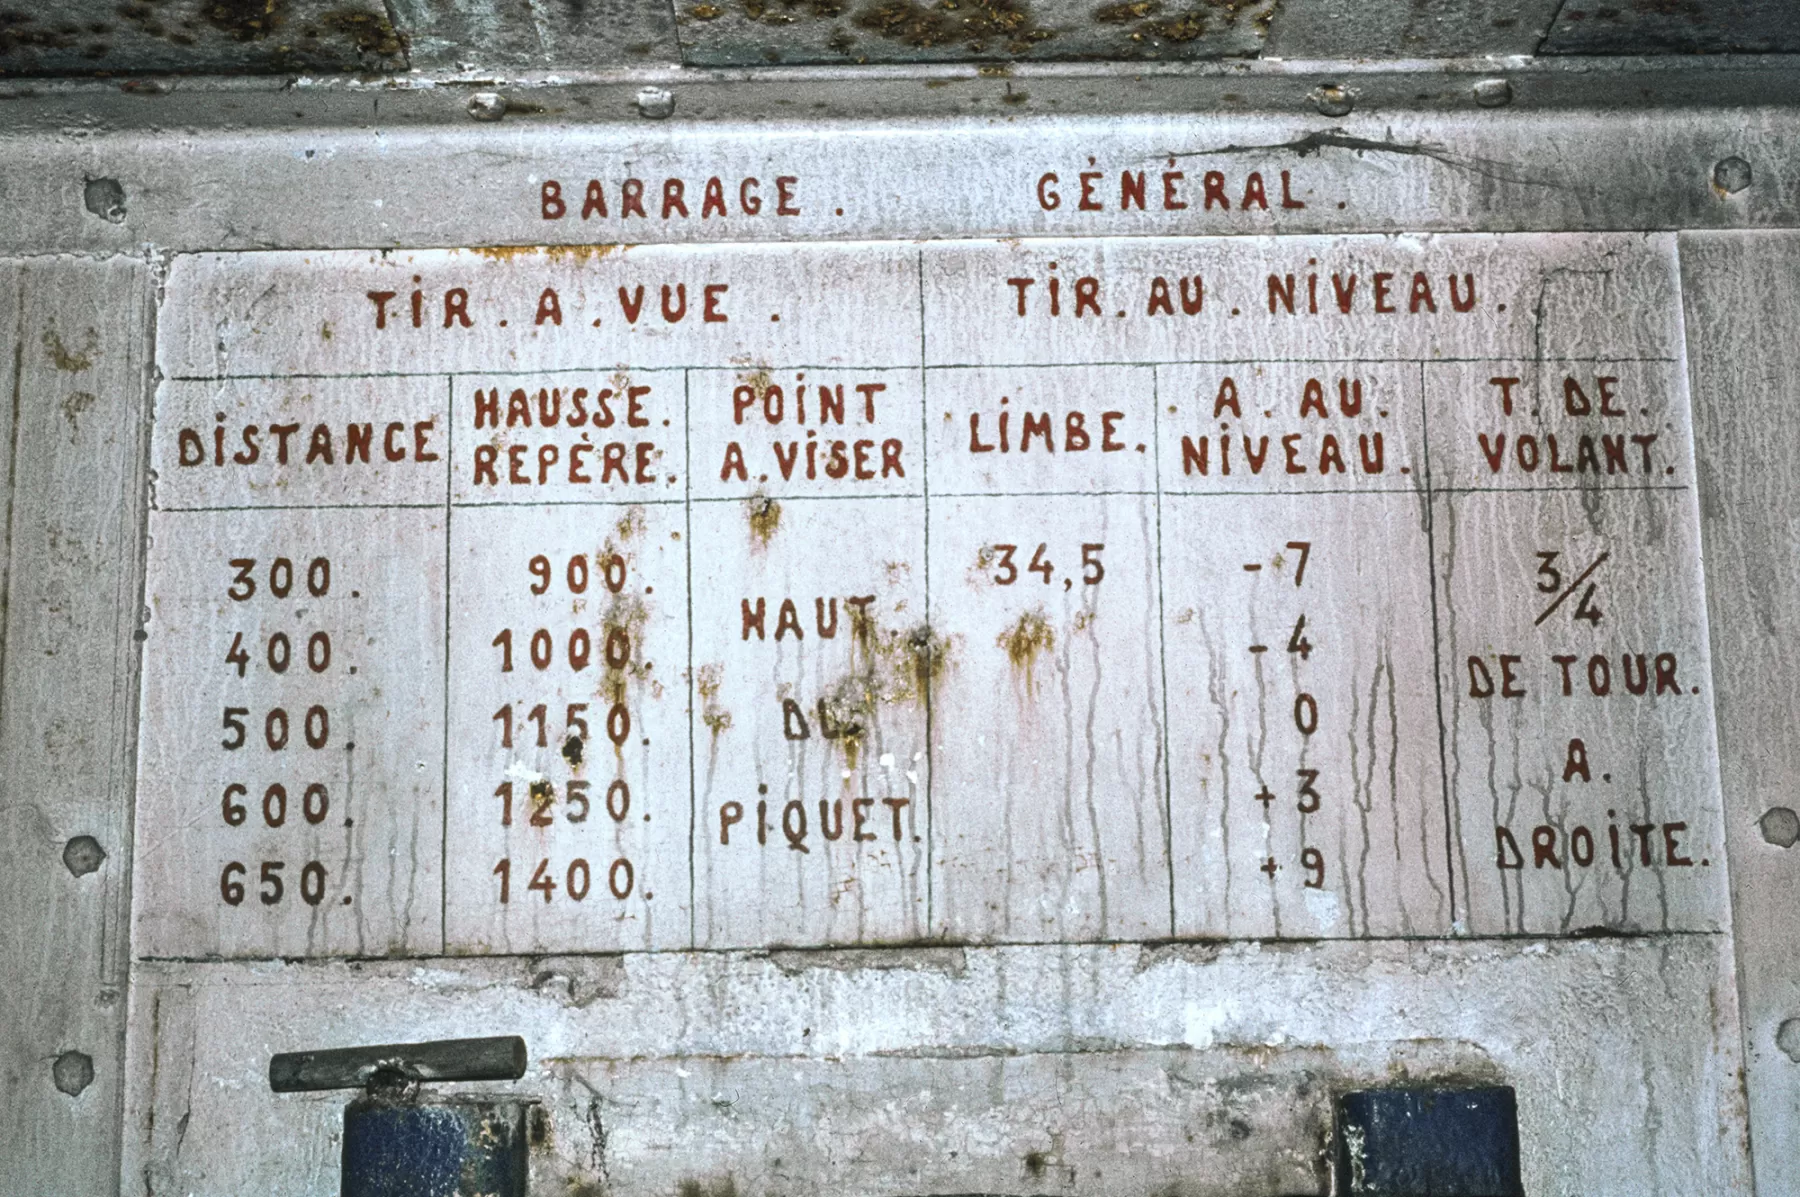 BARRAGE. GÉNÉRAL.
TiR. A. VUE. TiR. AU. NiVEAU.
DiSTANCE
HAUSSE.
REPÈRE.
POiNT
A.ViSER
LiMBE.
A. AU.
NiVEAU.
T. DE.
VOLANT.
300. 900. 34,5 -7 3/4
400. 1000. HAUT. -4 DE TOUR.
500. 1150. DU 0 A.
600. 1250. PiQUET. +3 DROiTE.
650. 1400. +9